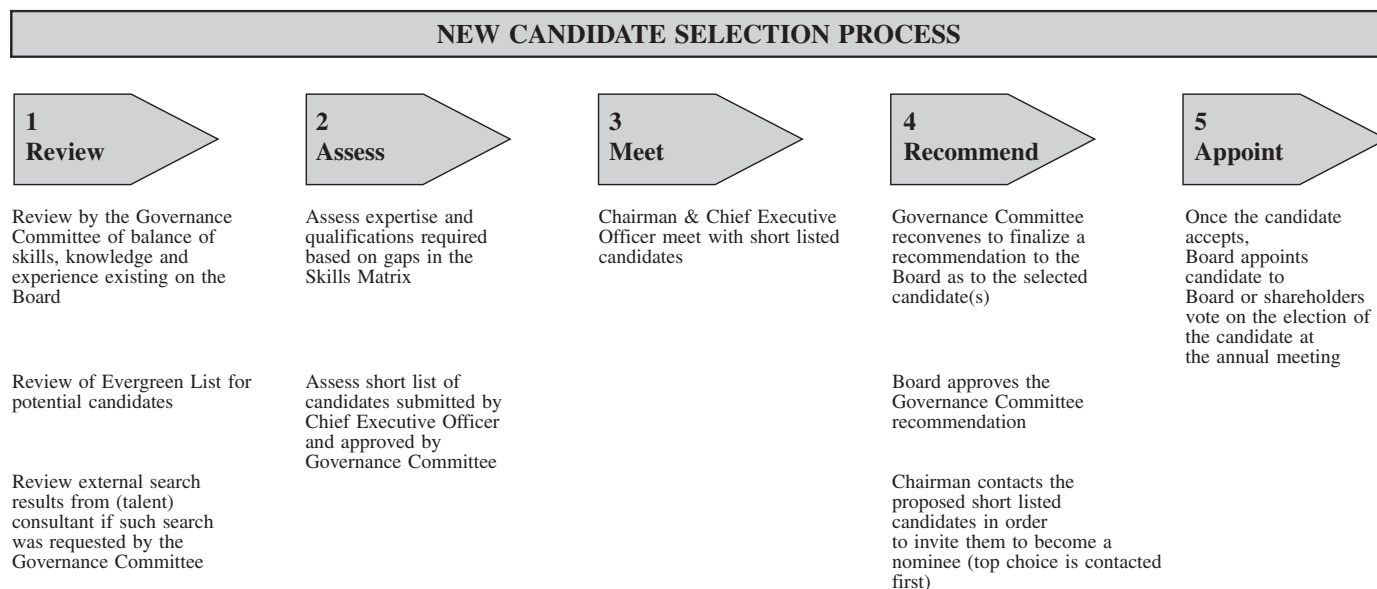 NEW CANDIDATE SELECTION PROCESS
1
Review
Review by the Governance
Committee of balance of
skills, knowledge and
experience existing on the
Board
Review of Evergreen List for
potential candidates
Review external search
results from (talent)
consultant if such search
was requested by the
Governance Committee
2
Assess
Assess expertise and
qualifications required
based on gaps in the
Skills Matrix
Assess short list of
candidates submitted by
Chief Executive Officer
and approved by
Governance Committee
3
Meet
Chairman & Chief Executive
Officer meet with short listed
candidates
4
Recommend
Governance Committee
reconvenes to finalize a
recommendation to the
Board as to the selected
candidate(s)
Board approves the
Governance Committee
recommendation
Chairman contacts the
proposed short listed
candidates in order
to invite them to become a
nominee (top choice is contacted
first)
5
Appoint
Once the candidate
accepts,
Board appoints
candidate to
Board or shareholders
vote on the election of
the candidate at
the annual meeting